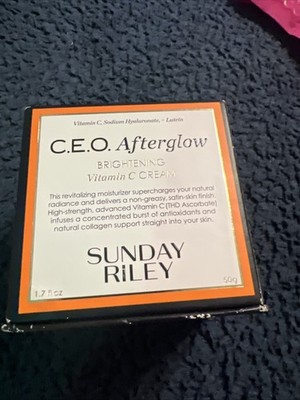 Vitamin C, Sodium Hyaluronate, + Lutein
C.E.O. Afterglow
BRIGHTENING
Vitamin C CREAM
This revitalizing moisturizer supercharges your natural
radiance and delivers a non-greasy, satin-skin finish.
High-strength, advanced Vitamin C (THD Ascorbate)
infuses a concentrated burst of antioxidants and
natural collagen support straight into your skin.
SUNDAY
RiLEY
1.7 fl oz
50g